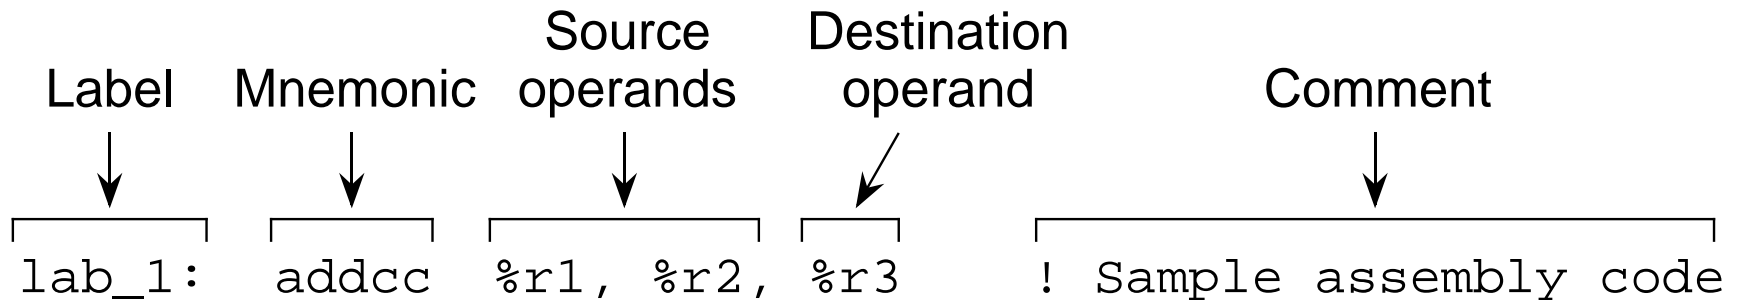 Label Mnemonic Source operands Destination operand Comment
lab_1: addcc %r1, %r2, %r3 ! Sample assembly code